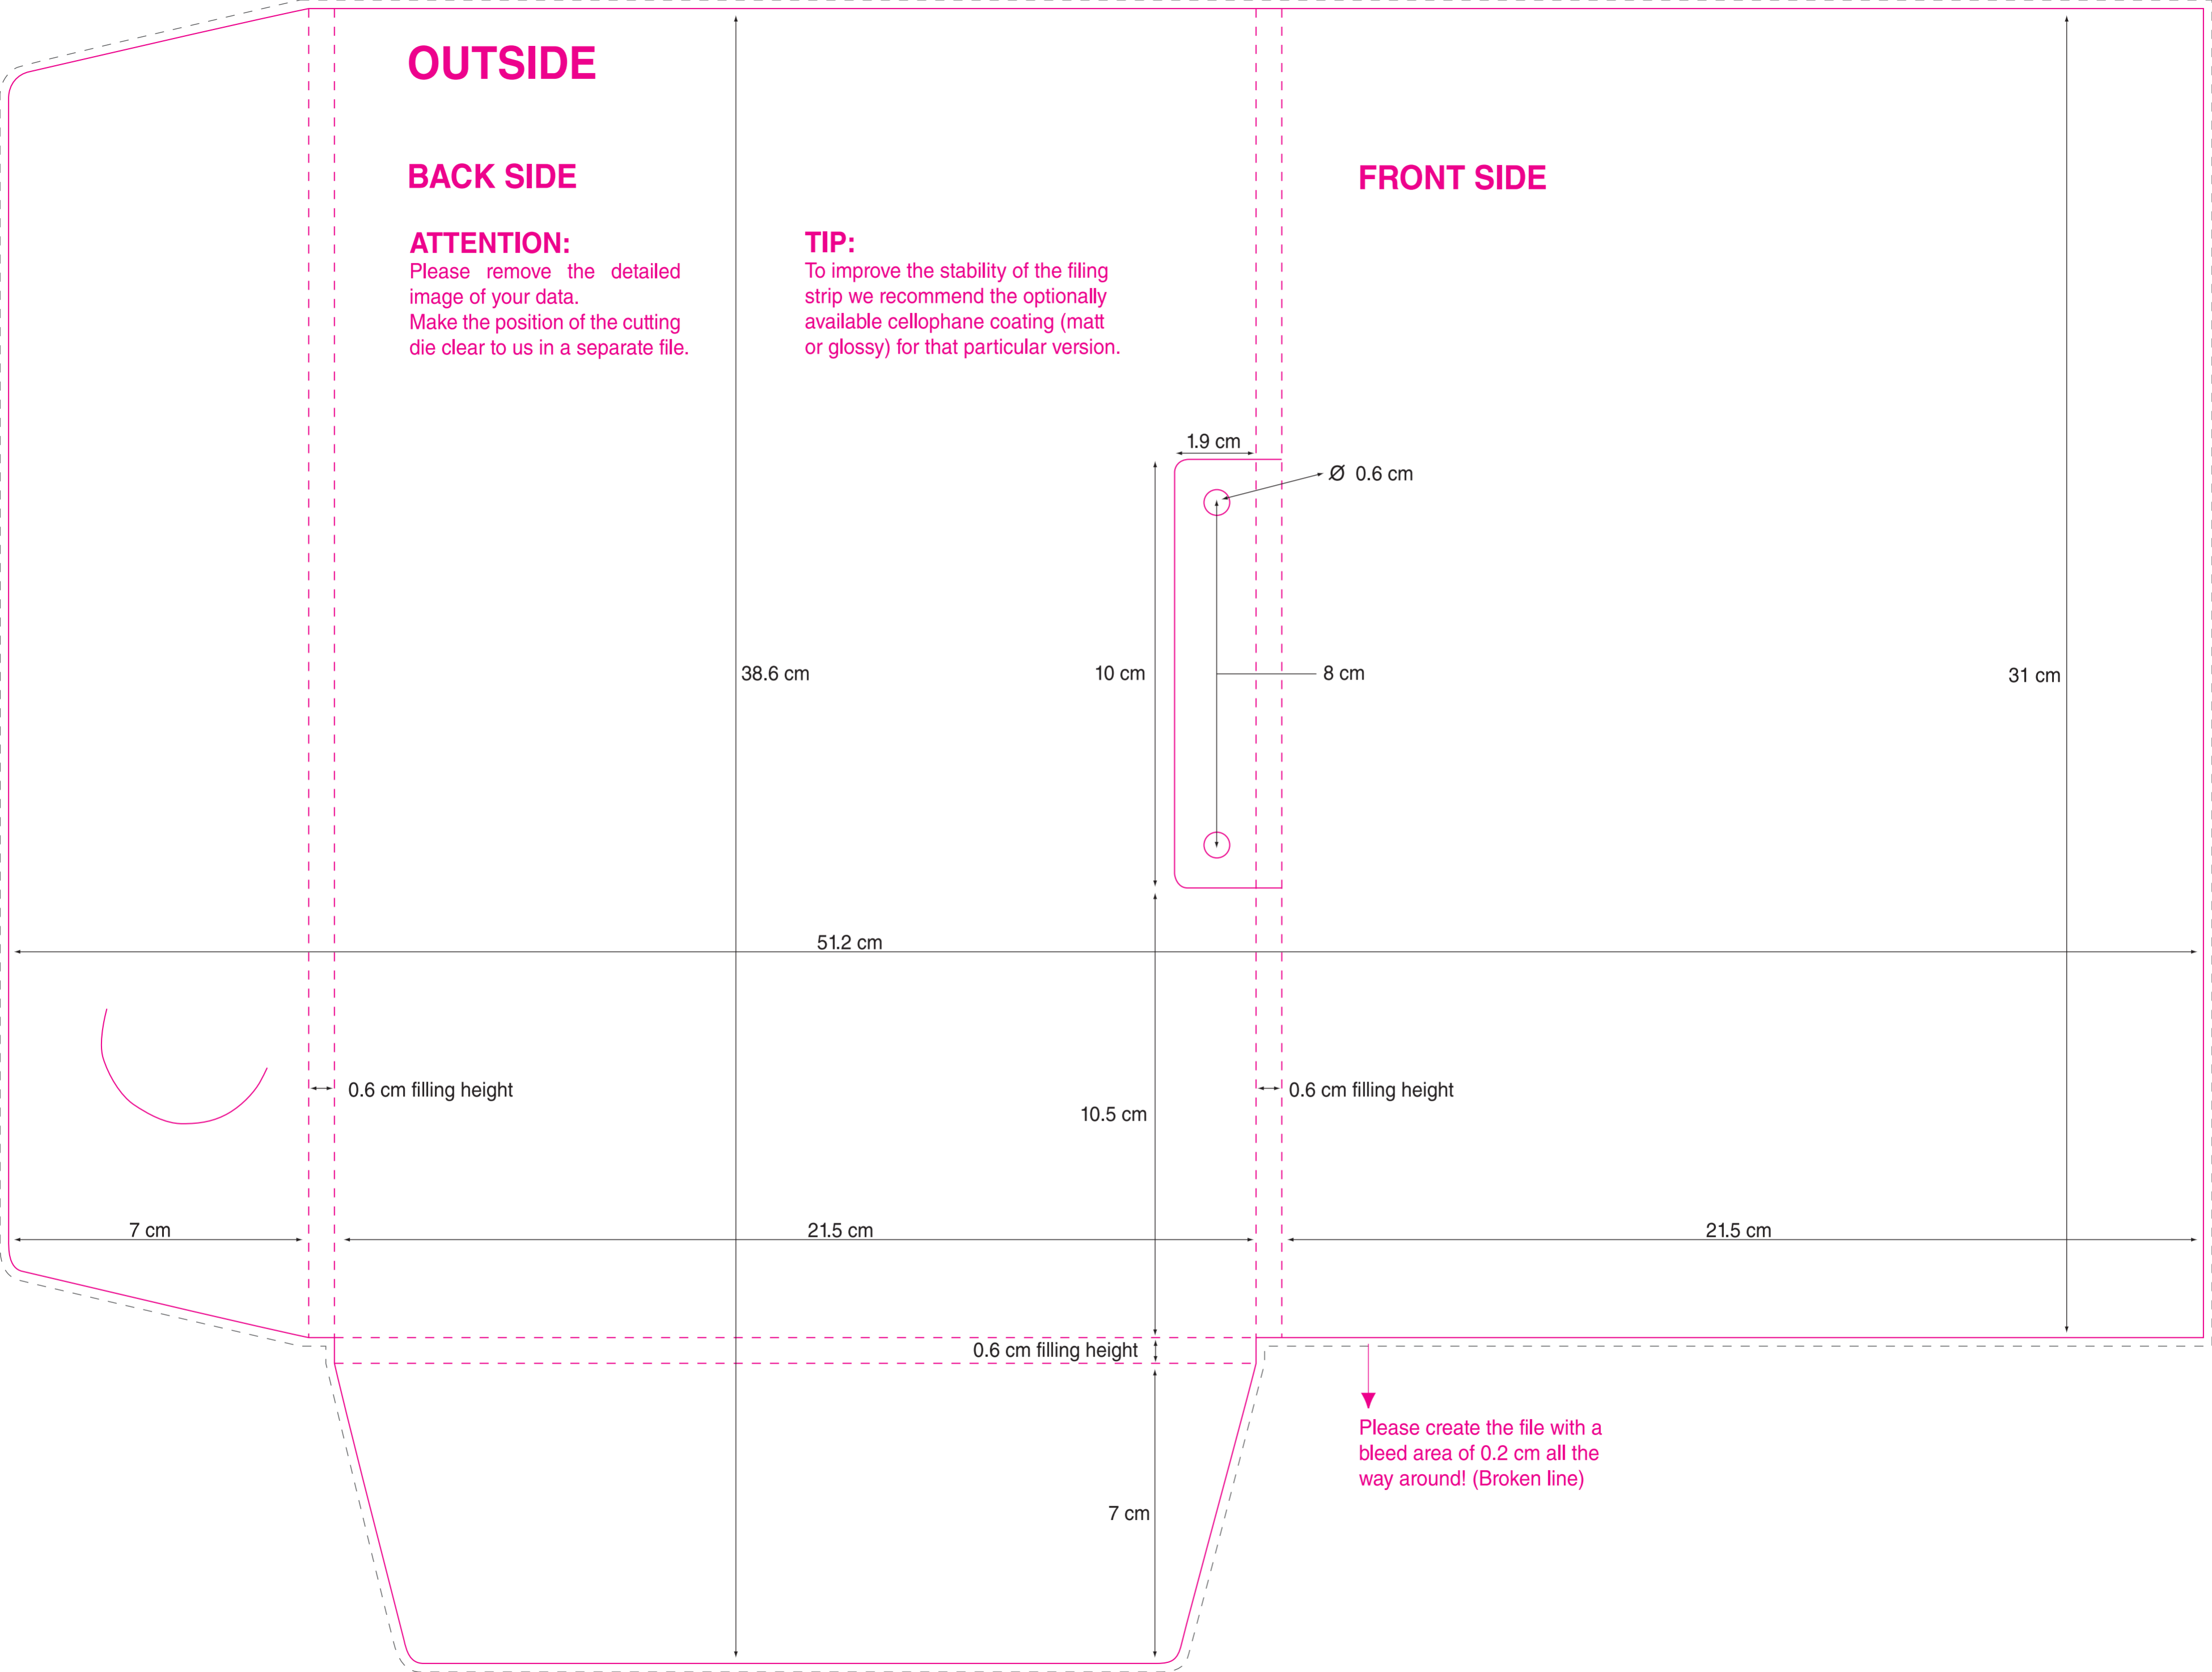 OUTSIDE
BACK SIDE
FRONT SIDE
ATTENTION:
Please remove the detailed
image of your data.
Make the position of the cutting
die clear to us in a separate file.
TIP:
To improve the stability of the filing
strip we recommend the optionally
available cellophane coating (matt
or glossy) for that particular version.
1.9 cm
Ø 0.6 cm
38.6 cm
10 cm
8 cm
31 cm
51.2 cm
0.6 cm filling height
0.6 cm filling height
10.5 cm
7 cm
21.5 cm
21.5 cm
0.6 cm filling height
Please create the file with a
bleed area of 0.2 cm all the
way around! (Broken line)
7 cm